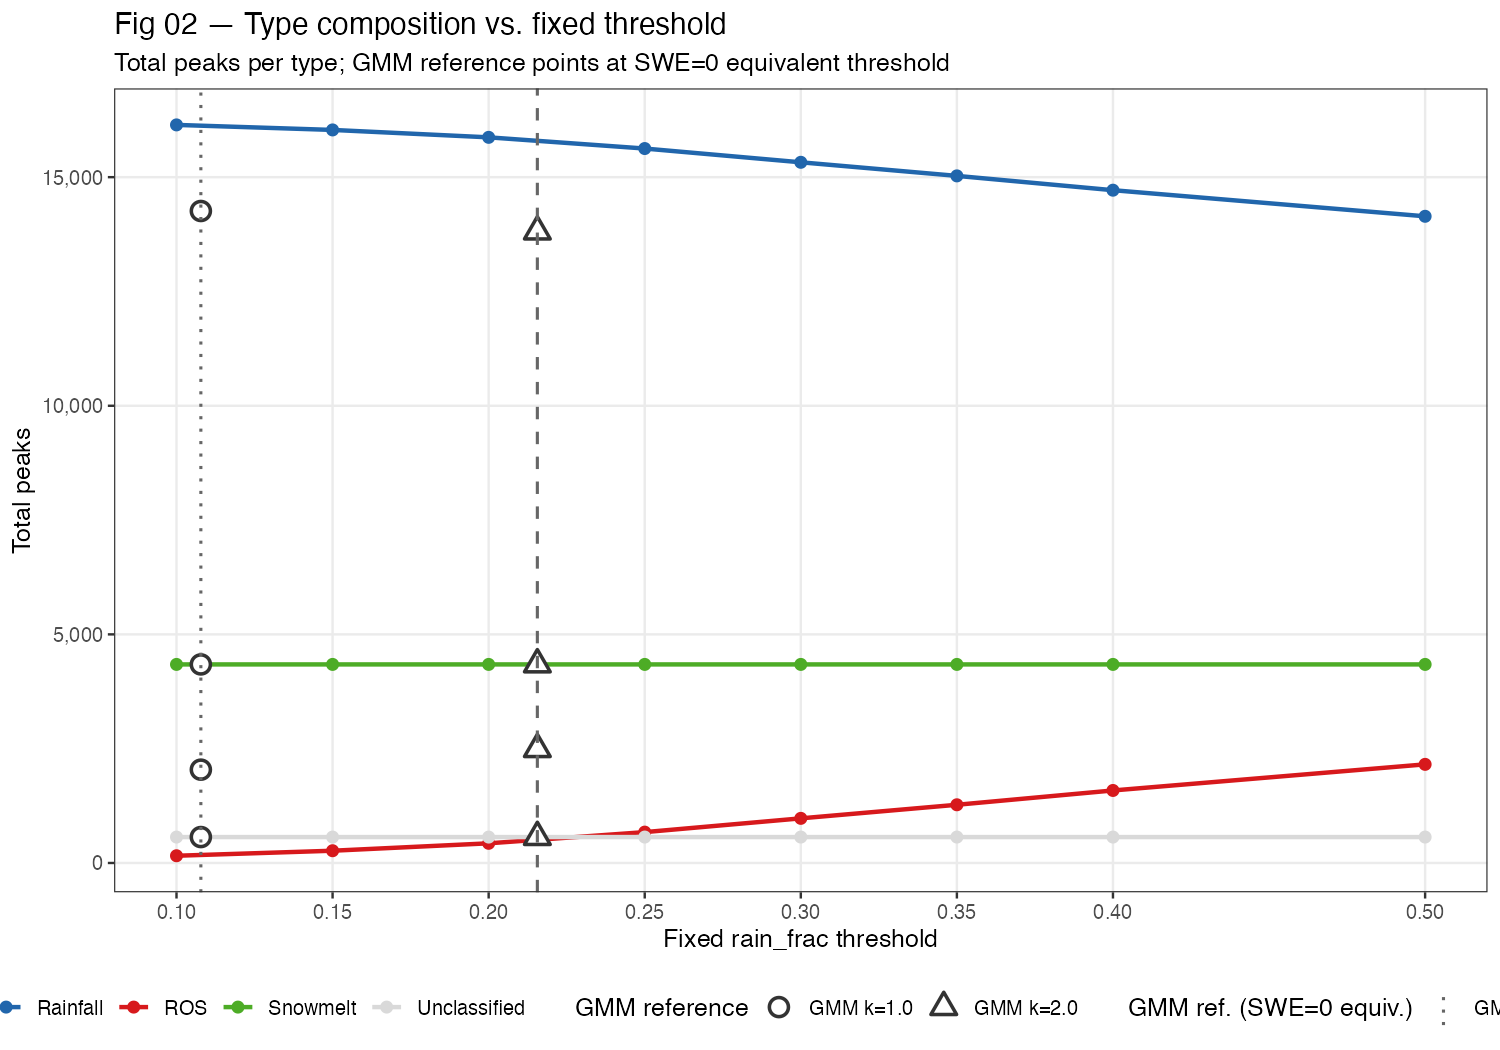 Fig 02 — Type composition vs. fixed threshold
Total peaks per type; GMM reference points at SWE=0 equivalent threshold
Total peaks
15,000
10,000
5,000
0
0.10 0.15 0.20 0.25 0.30 0.35 0.40 0.50
Fixed rain_frac threshold
Rainfall ROS Snowmelt Unclassified GMM reference GMM k=1.0 GMM k=2.0 GMM ref. (SWE=0 equiv.)